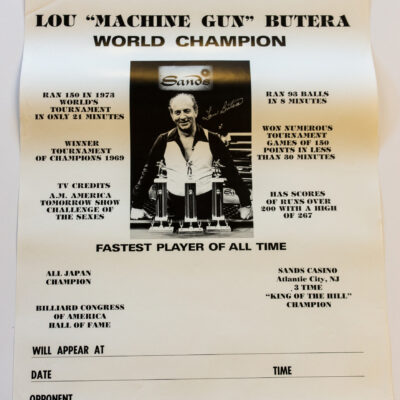 LOU "MACHINE GUN" BUTERA
WORLD CHAMPION
Sands
Lou Butera
RAN 150 IN 1973
WORLD'S
TOURNAMENT
IN ONLY 21 MINUTES
WINNER
TOURNAMENT
OF CHAMPIONS 1969
TV CREDITS
A.M. AMERICA
TOMORROW SHOW
CHALLENGE OF
THE SEXES
RAN 93 BALLS
IN 8 MINUTES
WON NUMEROUS
TOURNAMENT
GAMES OF 150
POINTS IN LESS
THAN 30 MINUTES
HAS SCORES
OF RUNS OVER
200 WITH A HIGH
OF 267
FASTEST PLAYER OF ALL TIME
ALL JAPAN
CHAMPION
BILLIARD CONGRESS
OF AMERICA
HALL OF FAME
SANDS CASINO
Atlantic City, NJ
3 TIME
"KING OF THE HILL"
CHAMPION
WILL APPEAR AT
DATE TIME
OPPONENT